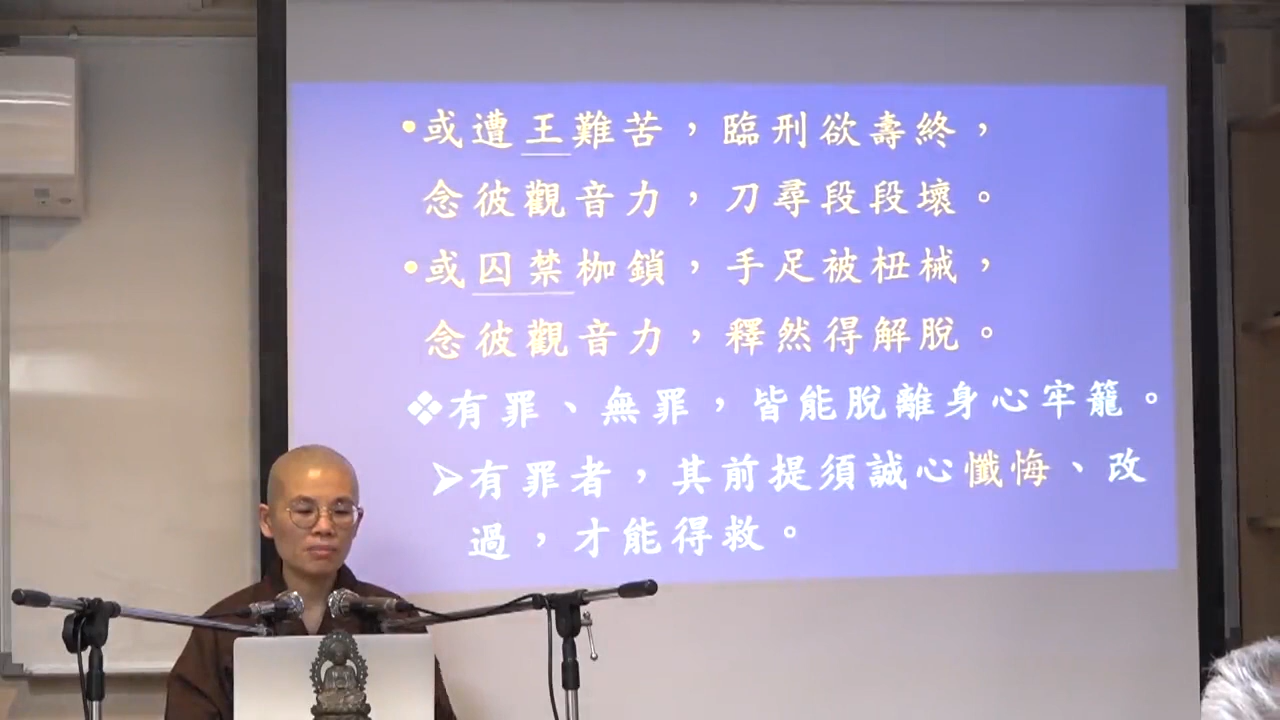 •或遭王難苦，臨刑欲壽終，
念彼觀音力，刀尋段段壞。
•或囚禁枷鎖，手足被杻械，
念彼觀音力，釋然得解脫。
❖有罪、無罪，皆能脫離身心牢籠。
➢有罪者，其前提須誠心懺悔、改
過，才能得救。